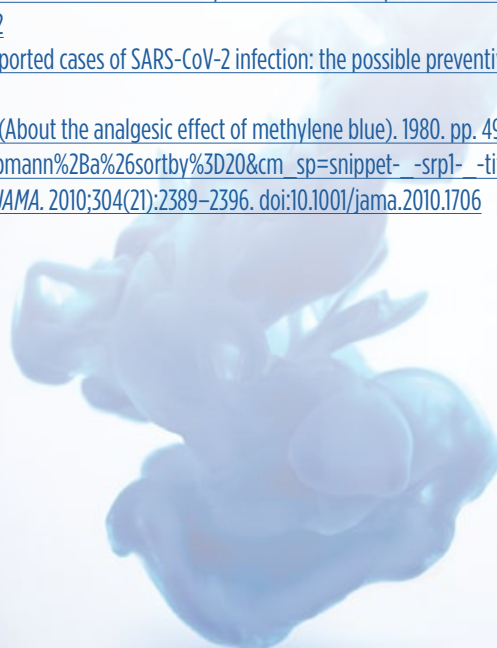 2
ported cases of SARS-CoV-2 infection: the possible preventiv
(About the analgesic effect of methylene blue). 1980. pp. 49
omann%2Ba%26sortby%3D20&cm_sp=snippet-_-srp1-_-ti
JAMA. 2010;304(21):2389–2396. doi:10.1001/jama.2010.1706